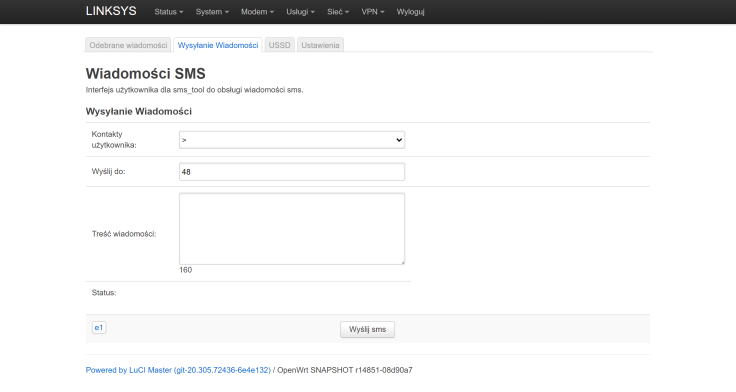 LINKSYS Status System Modem Usługi Sieć VPN Wyloguj
Odebrane wiadomości Wysyłanie Wiadomości USSD Ustawienia
Wiadomości SMS
Interfejs użytkownika dla sms_tool do obsługi wiadomości sms.
Wysyłanie Wiadomości
Kontakty
użytkownika:
>
Wyślij do:
48
Treść wiadomości:
160
Status:
e1 Wyślij sms
Powered by LuCI Master (git-20.305.72436-6e4e132) / OpenWrt SNAPSHOT r14851-08d90a7